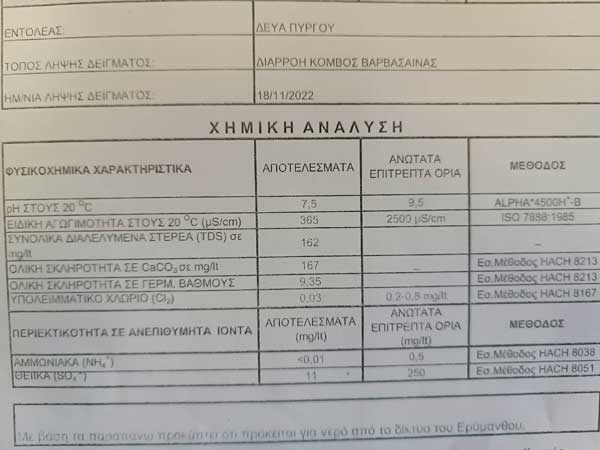 ΕΝΤΟΛΕΑΣ: ΔΕΥΑ ΠΥΡΓΟΥ
ΤΟΠΟΣ ΛΗΨΗΣ ΔΕΙΓΜΑΤΟΣ: ΔΙΑΡΡΟΗ ΚΟΜΒΟΣ ΒΑΡΒΑΣΑΙΝΑΣ
ΗΜ/ΝΙΑ ΛΗΨΗΣ ΔΕΙΓΜΑΤΟΣ: 18/11/2022
ΧΗΜΙΚΗ ΑΝΑΛΥΣΗ
ΦΥΣΙΚΟΧΗΜΙΚΑ ΧΑΡΑΚΤΗΡΙΣΤΙΚΑ ΑΠΟΤΕΛΕΣΜΑΤΑ ΑΝΩΤΑΤΑ ΕΠΙΤΡΕΠΤΑ ΟΡΙΑ ΜΕΘΟΔΟΣ
pH ΣΤΟΥΣ 20 °C 7,5 9,5 ALPHA*4500H⁺-B
ΕΙΔΙΚΗ ΑΓΩΓΙΜΟΤΗΤΑ ΣΤΟΥΣ 20 °C (μS/cm) 365 2500 μS/cm ISO 7888:1985
ΣΥΝΟΛΙΚΑ ΔΙΑΛΕΛΥΜΕΝΑ ΣΤΕΡΕΑ (TDS) σε mg/lt 162 _
ΟΛΙΚΗ ΣΚΛΗΡΟΤΗΤΑ ΣΕ CaCO₃ σε mg/lt 167 _ Εσ.Μέθοδος HACH 8213
ΟΛΙΚΗ ΣΚΛΗΡΟΤΗΤΑ ΣΕ ΓΕΡΜ. ΒΑΘΜΟΥΣ 9,35 Εσ.Μέθοδος HACH 8213
ΥΠΟΛΕΙΜΜΑΤΙΚΟ ΧΛΩΡΙΟ (Cl₂) 0,03 0,2-0,8 mg/lt Εσ.Μέθοδος HACH 8167
ΠΕΡΙΕΚΤΙΚΟΤΗΤΑ ΣΕ ΑΝΕΠΙΘΥΜΗΤΑ ΙΟΝΤΑ ΑΠΟΤΕΛΕΣΜΑΤΑ (mg/lt) ΑΝΩΤΑΤΑ ΕΠΙΤΡΕΠΤΑ ΟΡΙΑ (mg/lt) ΜΕΘΟΔΟΣ
ΑΜΜΩΝΙΑΚΑ (NH₄⁺) <0,01 0,5 Εσ.Μέθοδος HACH 8038
ΘΕΙΙΚΑ 11 250 Εσ.Μέθοδος HACH 8051
Με βάση τα παραπάνω προκύπτει ότι πρόκειται για νερό από το δίκτυο του Ερύμανθου.